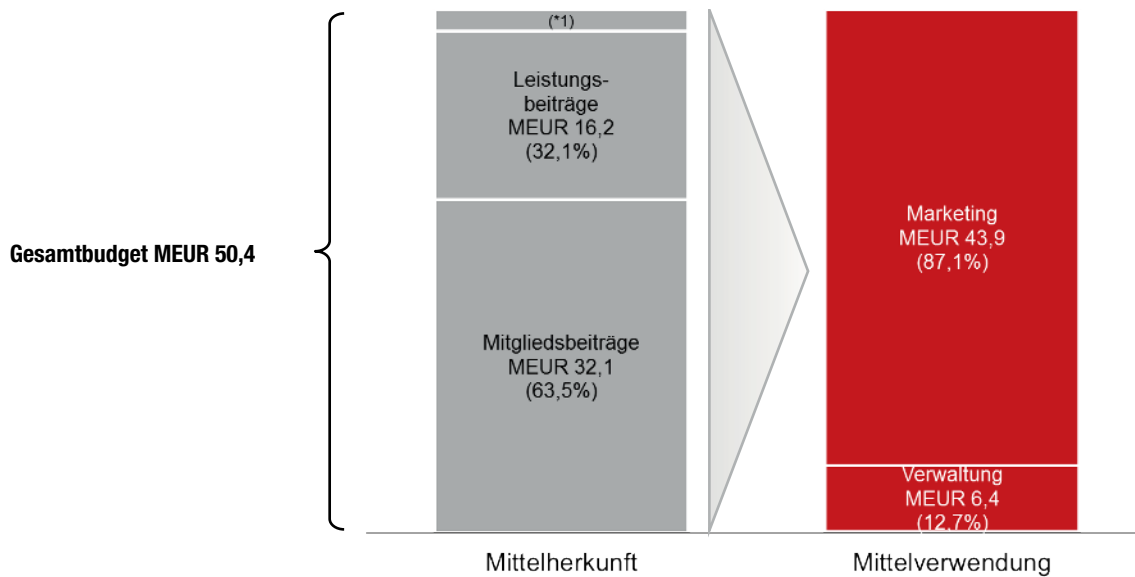 (*1)
Leistungs-
beiträge
MEUR 16,2
(32,1%)
Gesamtbudget MEUR 50,4
Mitgliedsbeiträge
MEUR 32,1
(63,5%)
Marketing
MEUR 43,9
(87,1%)
Verwaltung
MEUR 6,4
(12,7%)
Mittelherkunft
Mittelverwendung